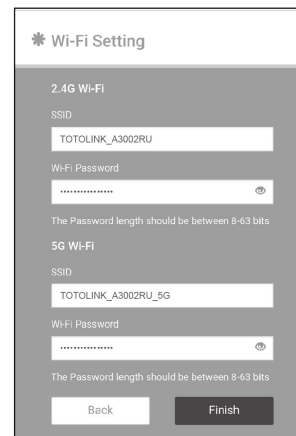 Wi-Fi Setting
2.4G Wi-Fi
SSID
TOTOLINK_A3002RU
Wi-Fi Password
................
The Password length should be between 8-63 bits
5G Wi-Fi
SSID
TOTOLINK_A3002RU_5G
Wi-Fi Password
................
The Password length should be between 8-63 bits
Back Finish